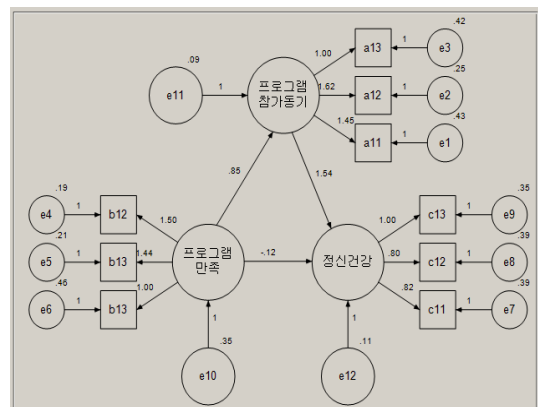 .42
.09
1.00
a13
1
e3
e11
1
프로그램
참가동기
1.62
a12
1
.25
e2
1.45
a11
1
.43
e1
.85
1.54
.19
e4
1
b12
1.50
.21
e5
1
b13
1.44
프로그램
만족
-.12
정신건강
1.00
c13
1
.35
e9
.80
c12
1
.39
e8
.46
e6
1
b13
1.00
.82
c11
1
.39
e7
1
.35
e10
1
.11
e12